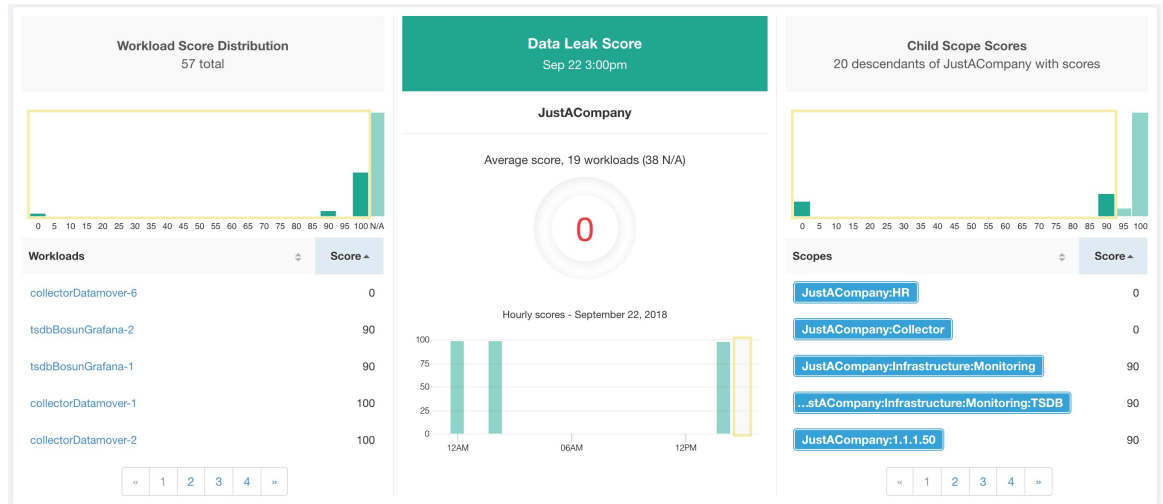 Workload Score Distribution
57 total
0 5 10 15 20 25 30 35 40 45 50 55 60 65 70 75 80 85 90 95 100 N/A
Workloads Score
collectorDatamover-6 0
tsdbBosunGrafana-2 90
tsdbBosunGrafana-1 90
collectorDatamover-1 100
collectorDatamover-2 100
« 1 2 3 4 »
Data Leak Score
Sep 22 3:00pm
JustACompany
Average score, 19 workloads (38 N/A)
0
Hourly scores - September 22, 2018
100
75
50
25
0
12AM 06AM 12PM
Child Scope Scores
20 descendants of JustACompany with scores
0 5 10 15 20 25 30 35 40 45 50 55 60 65 70 75 80 85 90 95 100
Scopes Score
JustACompany:HR 0
JustACompany:Collector 0
JustACompany:Infrastructure:Monitoring 90
...stACompany:Infrastructure:Monitoring:TSDB 90
JustACompany:1.1.1.50 90
« 1 2 3 4 »